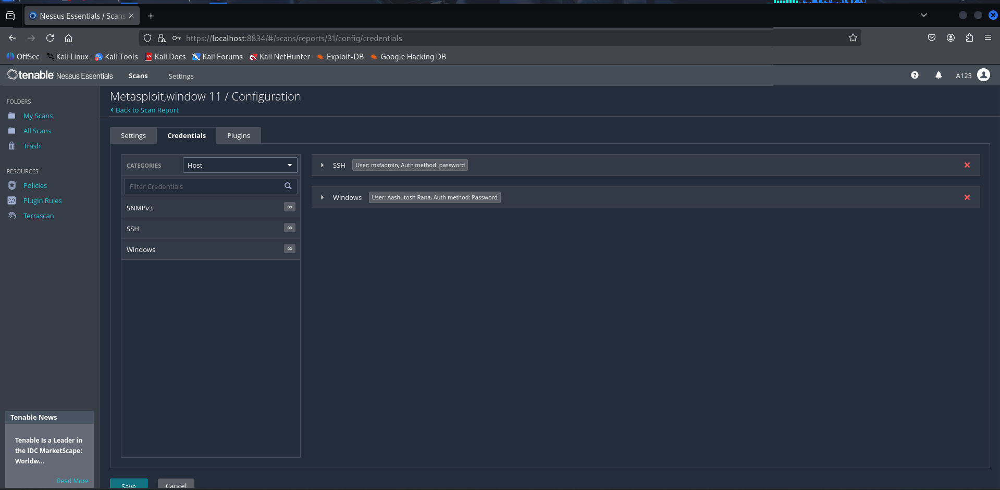 Nessus Essentials / Scans
https://localhost:8834/#/scans/reports/31/config/credentials
OffSec Kali Linux Kali Tools Kali Docs Kali Forums Kali NetHunter Exploit-DB Google Hacking DB
tenable Nessus Essentials Scans Settings A123
Metasploit,window 11 / Configuration
Back to Scan Report
FOLDERS
My Scans
All Scans
Trash
RESOURCES
Policies
Plugin Rules
Terrascan
Settings Credentials Plugins
CATEGORIES Host
Filter Credentials
SNMPv3 ∞
SSH ∞
Windows ∞
SSH User: msfadmin, Auth method: password
Windows User: Aashutosh Rana, Auth method: Password
Tenable News
Tenable Is a Leader in
the IDC MarketScape:
Worldw...
Read More
Save Cancel